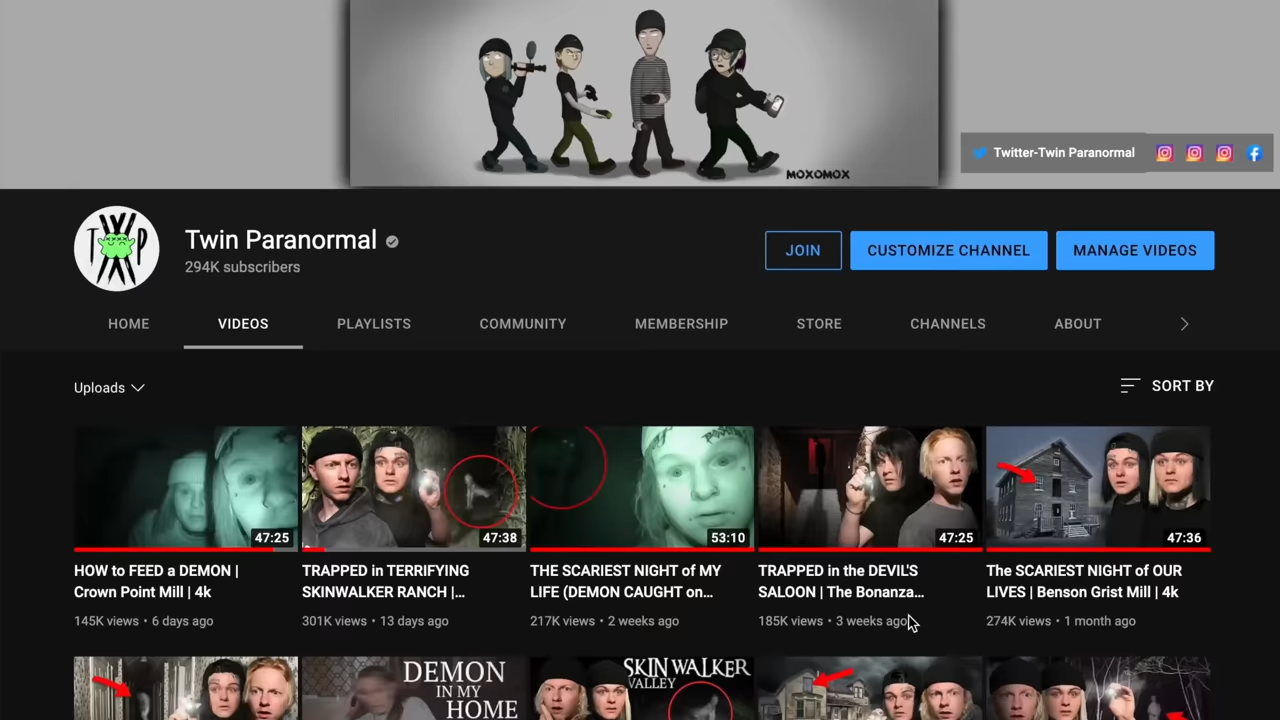 MOXOMOX
Twitter-Twin Paranormal
TWP
Twin Paranormal
294K subscribers
JOIN
CUSTOMIZE CHANNEL
MANAGE VIDEOS
HOME
VIDEOS
PLAYLISTS
COMMUNITY
MEMBERSHIP
STORE
CHANNELS
ABOUT
Uploads
SORT BY
47:25
47:38
53:10
47:25
47:36
HOW to FEED a DEMON |
Crown Point Mill | 4k
145K views • 6 days ago
TRAPPED in TERRIFYING
SKINWALKER RANCH |...
301K views • 13 days ago
THE SCARIEST NIGHT of MY
LIFE (DEMON CAUGHT on...
217K views • 2 weeks ago
TRAPPED in the DEVIL'S
SALOON | The Bonanza...
185K views • 3 weeks ago
The SCARIEST NIGHT of OUR
LIVES | Benson Grist Mill | 4k
274K views • 1 month ago
DEMON
IN MY
HOME
SKINWALKER
VALLEY